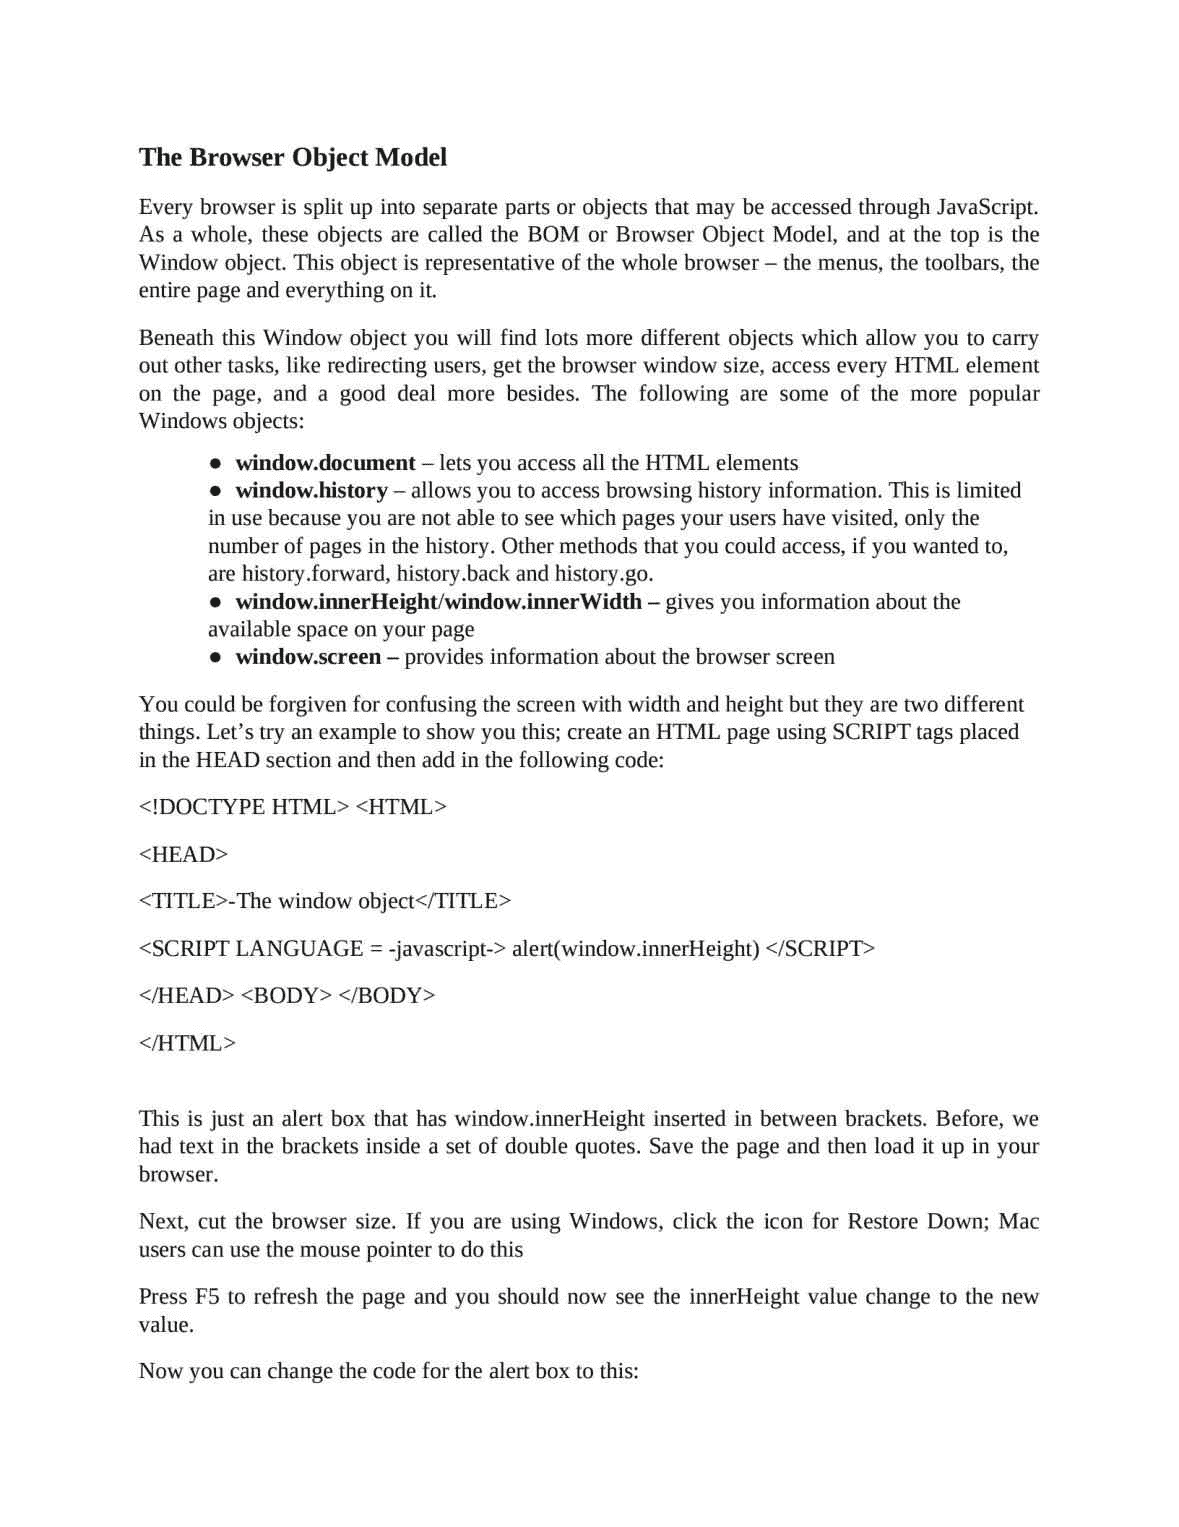 The Browser Object Model
Every browser is split up into separate parts or objects that may be accessed through JavaScript.
As a whole, these objects are called the BOM or Browser Object Model, and at the top is the
Window object. This object is representative of the whole browser – the menus, the toolbars, the
entire page and everything on it.
Beneath this Window object you will find lots more different objects which allow you to carry
out other tasks, like redirecting users, get the browser window size, access every HTML element
on the page, and a good deal more besides. The following are some of the more popular
Windows objects:
● window.document – lets you access all the HTML elements
● window.history – allows you to access browsing history information. This is limited
in use because you are not able to see which pages your users have visited, only the
number of pages in the history. Other methods that you could access, if you wanted to,
are history.forward, history.back and history.go.
● window.innerHeight/window.innerWidth – gives you information about the
available space on your page
● window.screen – provides information about the browser screen
You could be forgiven for confusing the screen with width and height but they are two different
things. Let’s try an example to show you this; create an HTML page using SCRIPT tags placed
in the HEAD section and then add in the following code:
<!DOCTYPE HTML> <HTML>
<HEAD>
<TITLE>-The window object</TITLE>
<SCRIPT LANGUAGE = -javascript-> alert(window.innerHeight) </SCRIPT>
</HEAD> <BODY> </BODY>
</HTML>
This is just an alert box that has window.innerHeight inserted in between brackets. Before, we
had text in the brackets inside a set of double quotes. Save the page and then load it up in your
browser.
Next, cut the browser size. If you are using Windows, click the icon for Restore Down; Mac
users can use the mouse pointer to do this
Press F5 to refresh the page and you should now see the innerHeight value change to the new
value.
Now you can change the code for the alert box to this: